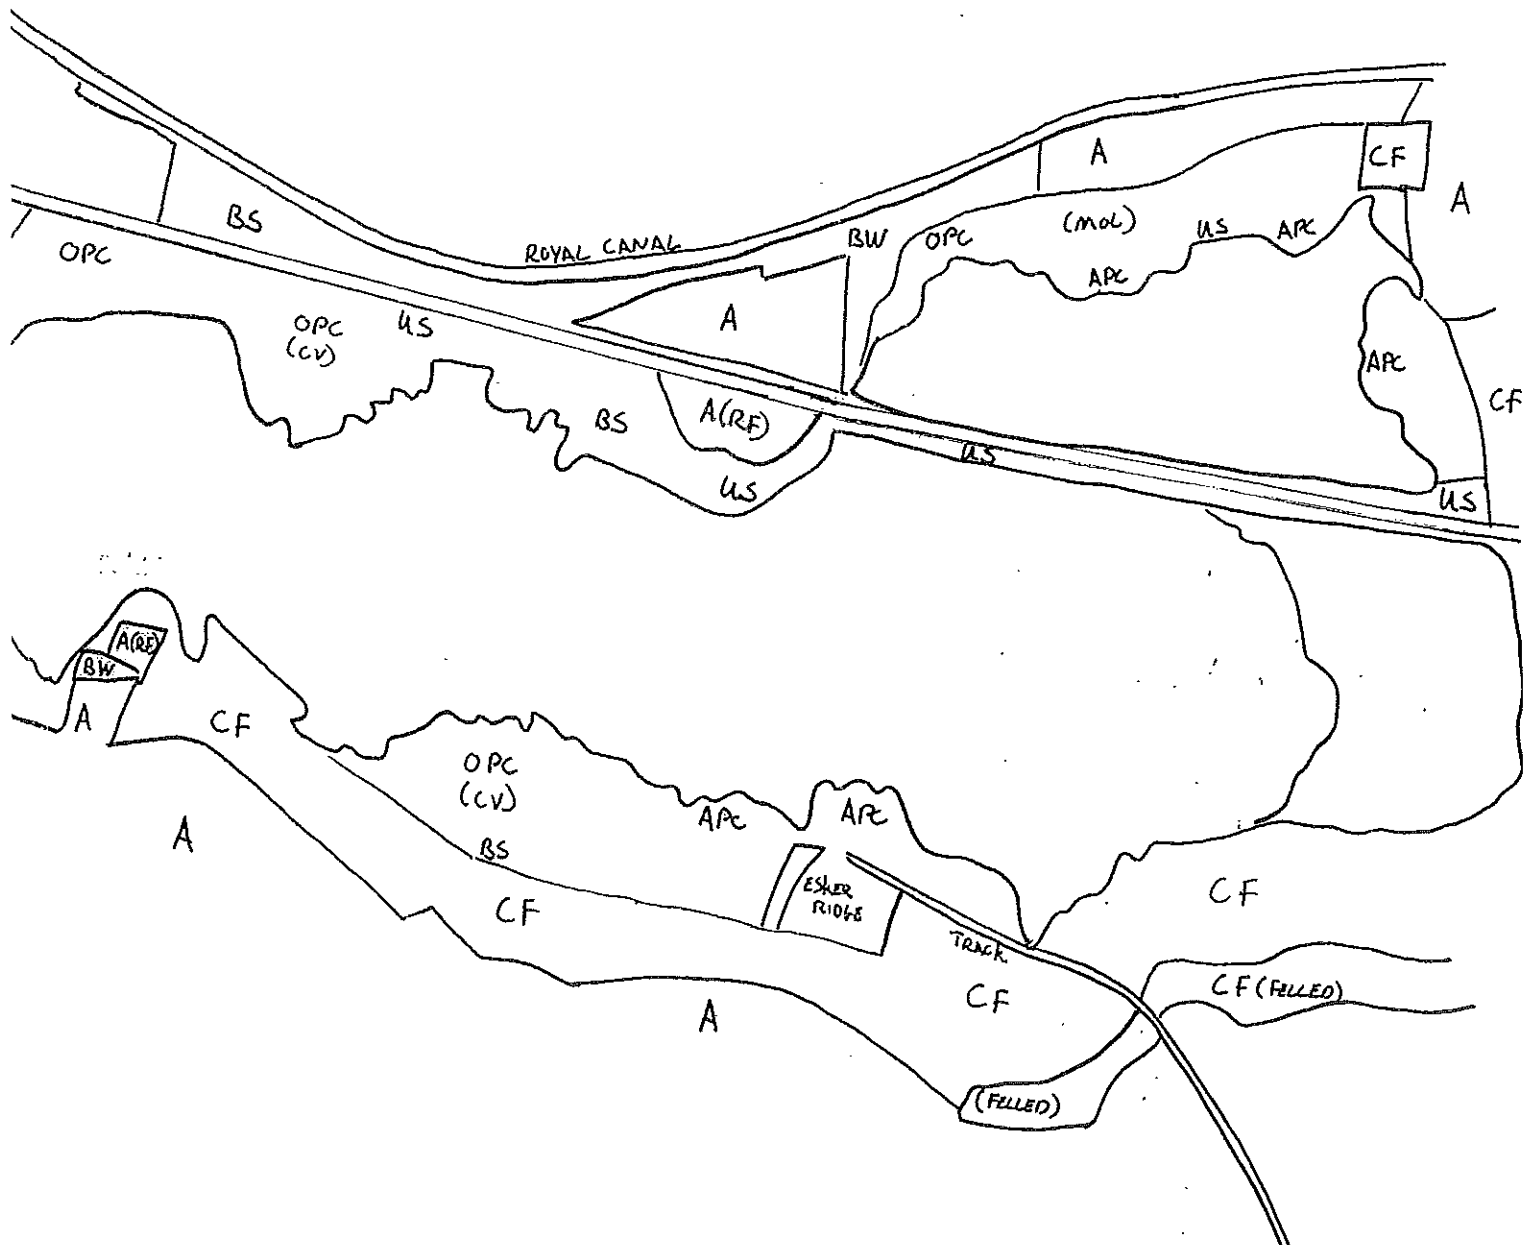 A
CF
A
BS
ROYAL CANAL
BW
OPC
(MOL)
US
APC
OPC
APC
A
OPC
(CV)
US
APC
CF
BS
A(RF)
US
US
US
A(RF)
BW
A
CF
OPC
(CV)
APC
APC
A
BS
CF
ESKER
RIDGE
CF
TRACK
CF
CF (FELLED)
A
(FELLED)